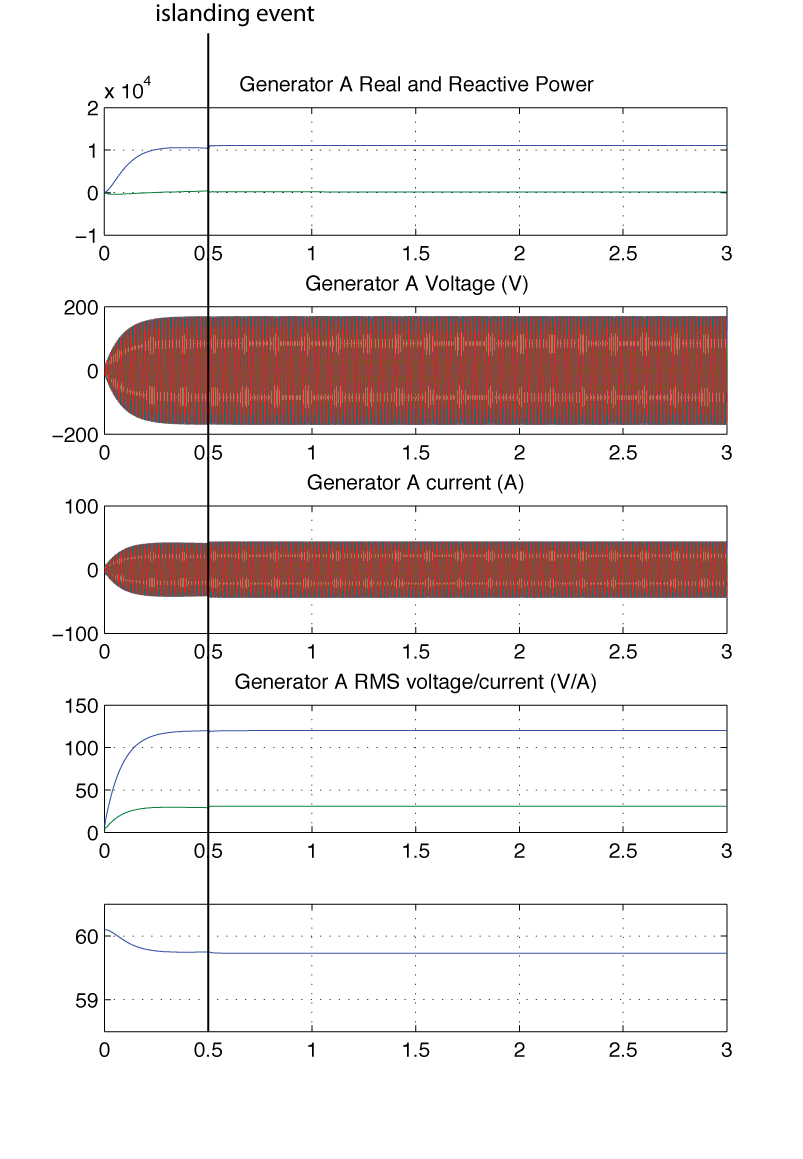 islanding event
Generator A Real and Reactive Power
x 10^4
2
1
0
−1
0 0.5 1 1.5 2 2.5 3
Generator A Voltage (V)
200
0
−200
0 0.5 1 1.5 2 2.5 3
Generator A current (A)
100
0
−100
0 0.5 1 1.5 2 2.5 3
Generator A RMS voltage/current (V/A)
150
100
50
0
0 0.5 1 1.5 2 2.5 3
60
59
0 0.5 1 1.5 2 2.5 3